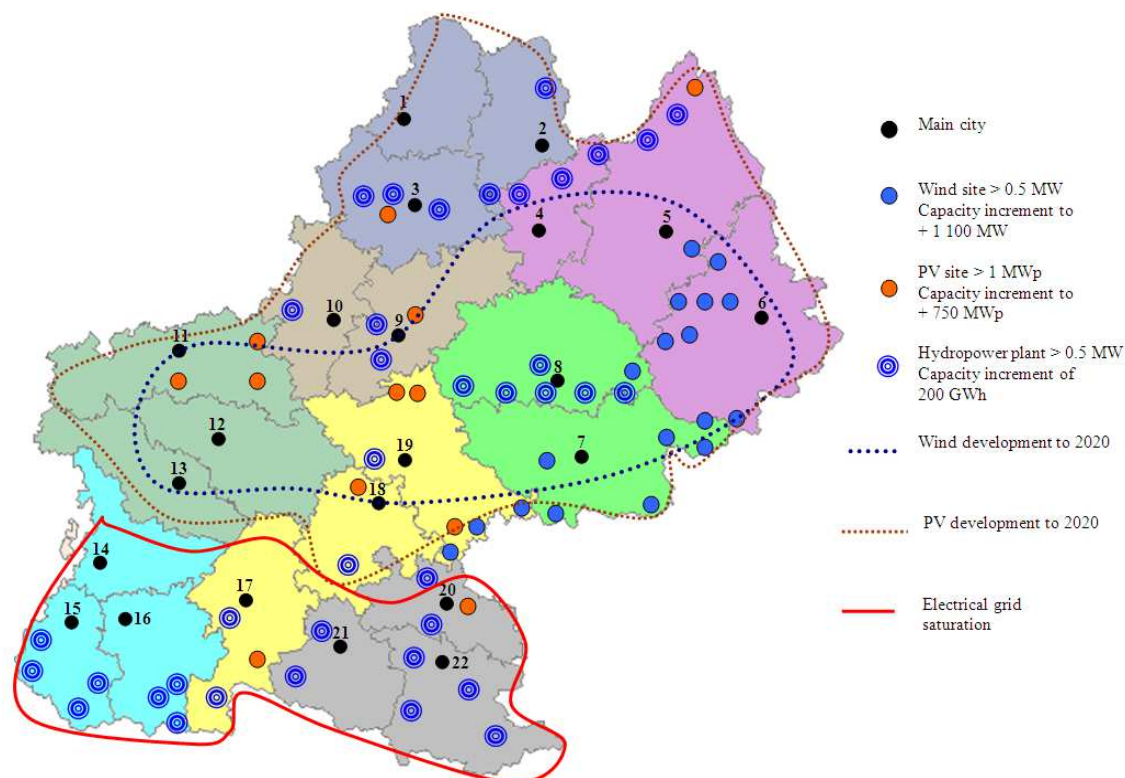 1
2
3
4
5
6
10
9
11
8
12
19
7
13
18
14
17
20
15
16
21
22
Main city
Wind site > 0.5 MW
Capacity increment to
+ 1 100 MW
PV site > 1 MWp
Capacity increment to
+ 750 MWp
Hydropower plant > 0.5 MW
Capacity increment of
200 GWh
Wind development to 2020
PV development to 2020
Electrical grid
saturation